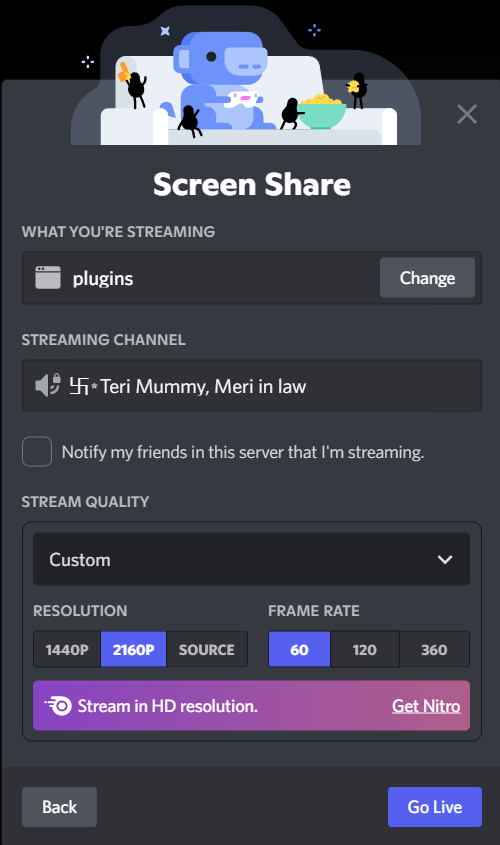 Screen Share
WHAT YOU'RE STREAMING
plugins
Change
STREAMING CHANNEL
卐⋆Teri Mummy, Meri in law
Notify my friends in this server that I'm streaming.
STREAM QUALITY
Custom
RESOLUTION
FRAME RATE
1440P 2160P SOURCE
60 120 360
Stream in HD resolution.
Get Nitro
Back
Go Live